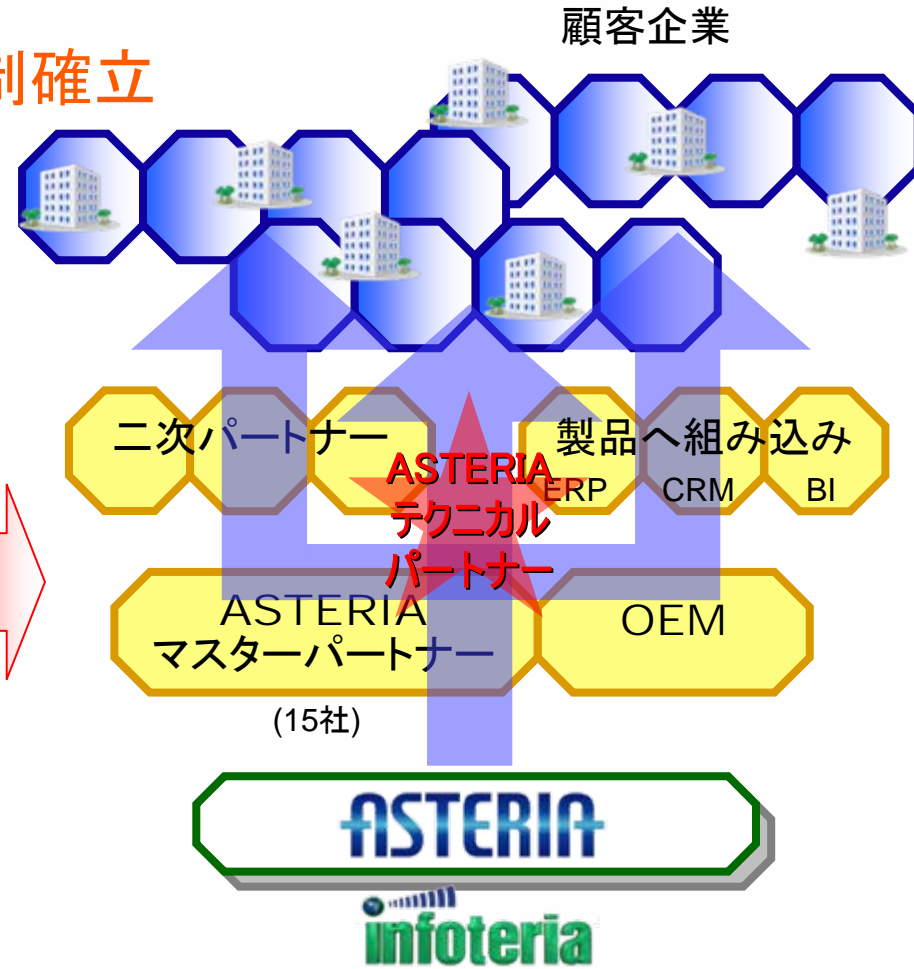 顧客企業
制確立
二次パートナー
製品へ組み込み
ERP CRM BI
ASTERIA
テクニカル
パートナー
ASTERIA
マスターパートナー
OEM
(15社)
ASTERIA
infoteria